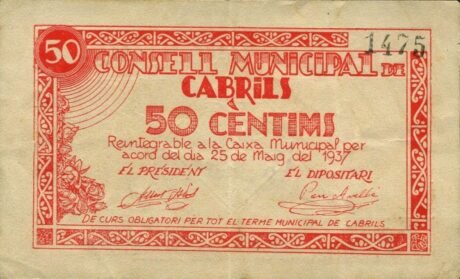 50
1475
CONSELL MUNICIPAL DE
CABRILS
50 CENTIMS
Reintegrable a la Caixa Municipal per
acord del dia 25 de Maig del 1937
EL PRESIDENT EL DIPOSITARI
DE CURS OBLIGATORI PER TOT EL TERME MUNICIPAL DE CABRILS